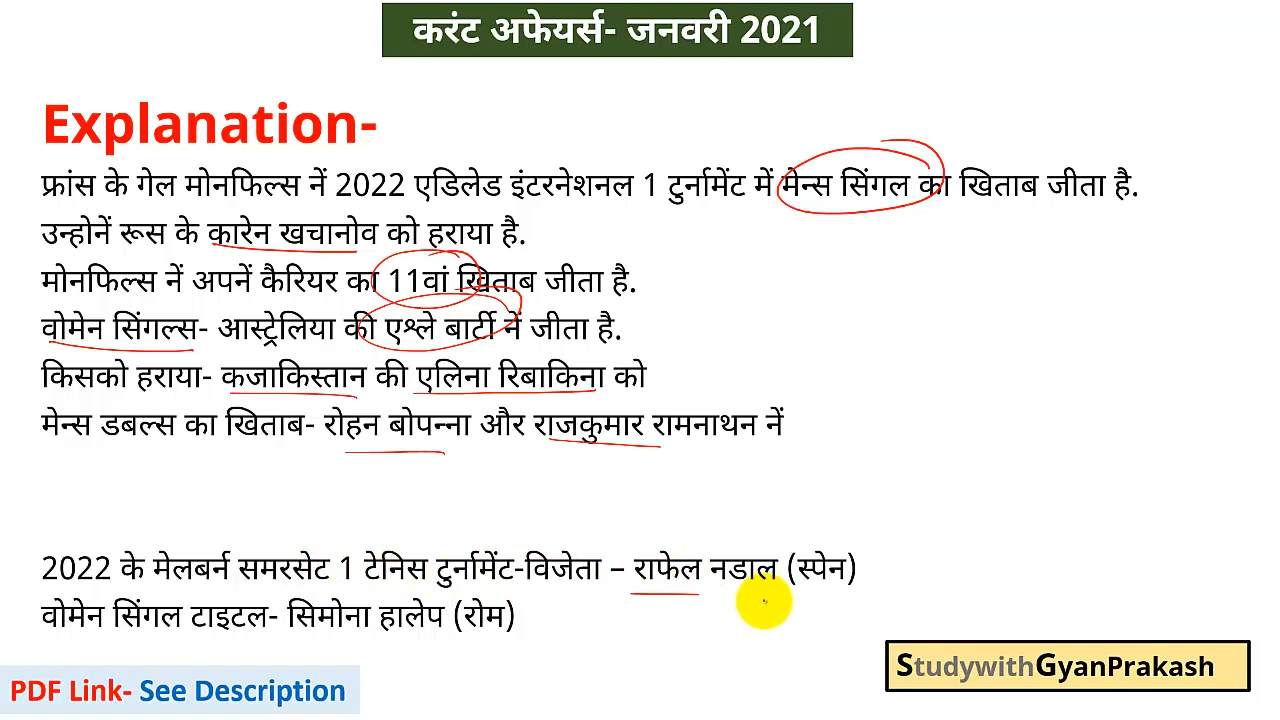 करंट अफेयर्स- जनवरी 2021
Explanation-
फ्रांस के गेल मोनफिल्स नें 2022 एडिलेड इंटरनेशनल 1 टुर्नामेंट में मेन्स सिंगल का खिताब जीता है.
उन्होनें रूस के कारेन खचानोव को हराया है.
मोनफिल्स नें अपनें कैरियर का 11वां खिताब जीता है.
वोमेन सिंगल्स- आस्ट्रेलिया की एश्ले बार्टी नें जीता है.
किसको हराया- कजाकिस्तान की एलिना रिबाकिना को
मेन्स डबल्स का खिताब- रोहन बोपन्ना और राजकुमार रामनाथन नें
2022 के मेलबर्न समरसेट 1 टेनिस टुर्नामेंट-विजेता – राफेल नडाल (स्पेन)
वोमेन सिंगल टाइटल- सिमोना हालेप (रोम)
StudywithGyanPrakash
PDF Link- See Description